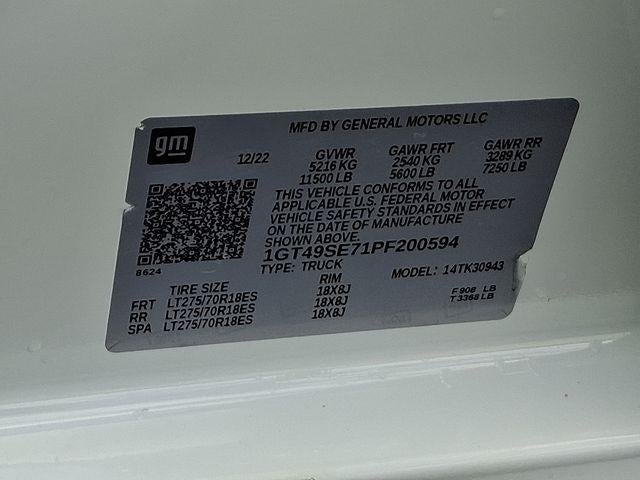 gm
MFD BY GENERAL MOTORS LLC
12/22
GVWR GAWR FRT GAWR RR
5216 KG 2540 KG 3289 KG
11500 LB 5600 LB 7250 LB
THIS VEHICLE CONFORMS TO ALL
APPLICABLE U.S. FEDERAL MOTOR
VEHICLE SAFETY STANDARDS IN EFFECT
ON THE DATE OF MANUFACTURE
SHOWN ABOVE.
8624
1GT49SE71PF200594
TYPE: TRUCK MODEL: 14TK30943
TIRE SIZE RIM
FRT LT275/70R18ES 18X8J F 908 LB
RR LT275/70R18ES 18X8J T 3368 LB
SPA LT275/70R18ES 18X8J